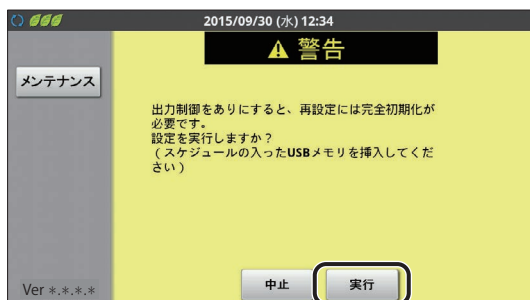 2015/09/30 (水) 12:34
警告
メンテナンス
出力制御をありにすると、再設定には完全初期化が
必要です。
設定を実行しますか？
(スケジュールの入ったUSBメモリを挿入してくだ
さい)
中止
実行
Ver *.*.*.*